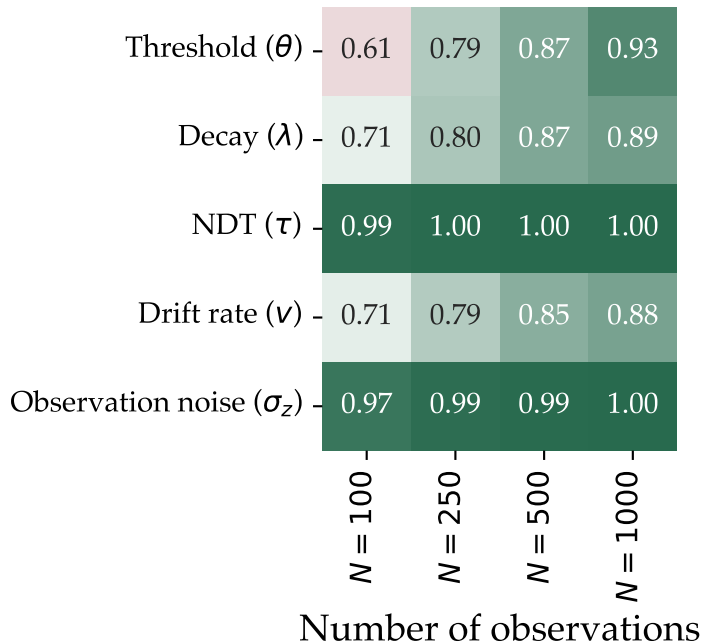 Threshold (θ) 0.61 0.79 0.87 0.93
Decay (λ) 0.71 0.80 0.87 0.89
NDT (τ) 0.99 1.00 1.00 1.00
Drift rate (v) 0.71 0.79 0.85 0.88
Observation noise (σ_z) 0.97 0.99 0.99 1.00
N = 100
N = 250
N = 500
N = 1000
Number of observations